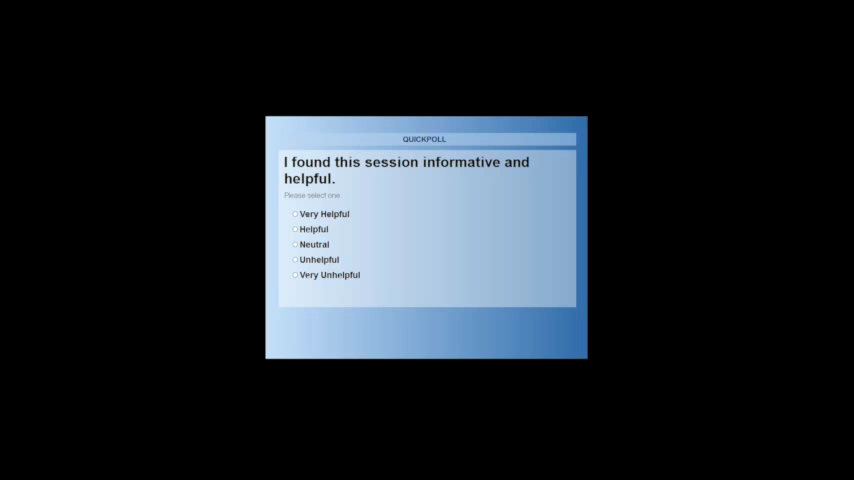 QUICKPOLL
I found this session informative and
helpful.
Please select one
Very Helpful
Helpful
Neutral
Unhelpful
Very Unhelpful